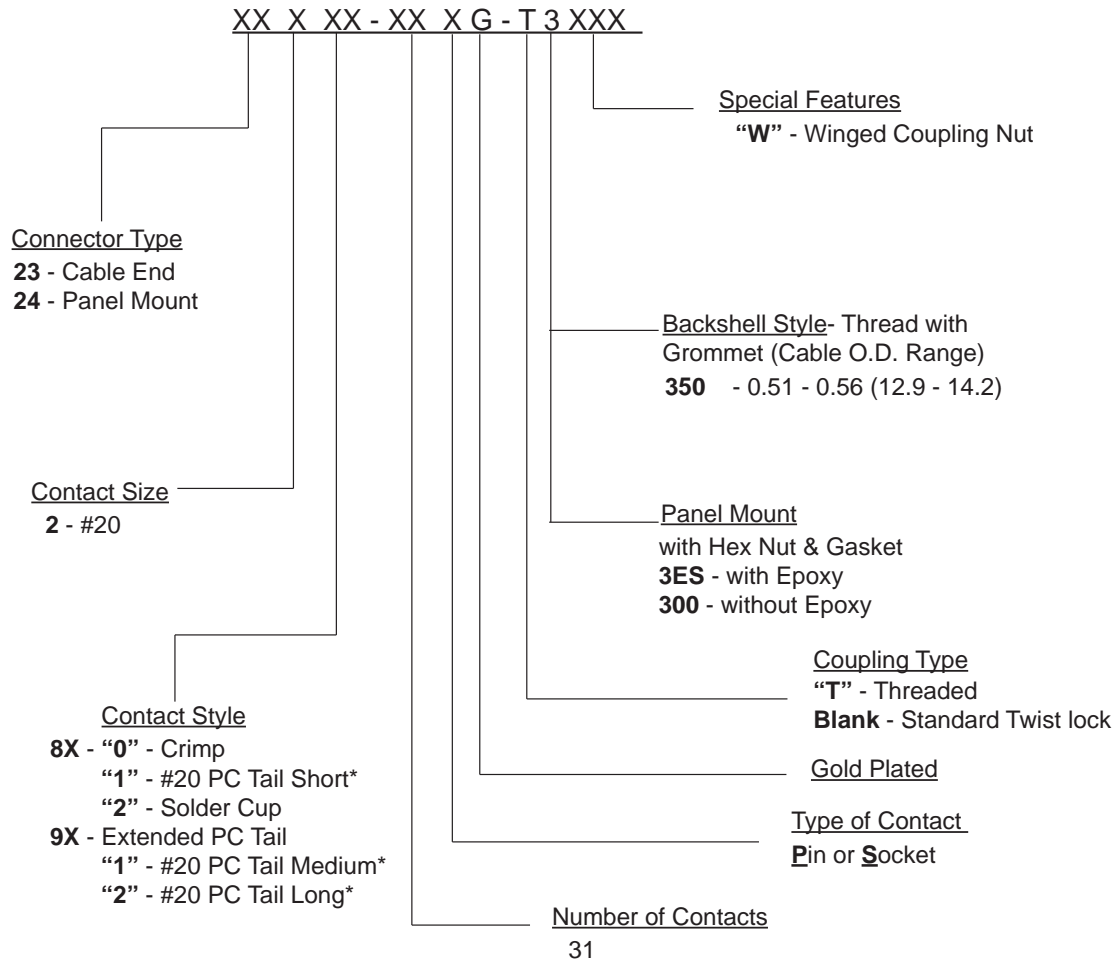 XX X XX - XX X G - T 3 XXX
Special Features
“W” - Winged Coupling Nut
Connector Type
23 - Cable End
24 - Panel Mount
Backshell Style- Thread with
Grommet (Cable O.D. Range)
350 - 0.51 - 0.56 (12.9 - 14.2)
Contact Size
2 - #20
Panel Mount
with Hex Nut & Gasket
3ES - with Epoxy
300 - without Epoxy
Coupling Type
“T” - Threaded
Blank - Standard Twist lock
Contact Style
8X - “0” - Crimp
“1” - #20 PC Tail Short*
“2” - Solder Cup
9X - Extended PC Tail
“1” - #20 PC Tail Medium*
“2” - #20 PC Tail Long*
Gold Plated
Type of Contact
Pin or Socket
Number of Contacts
31